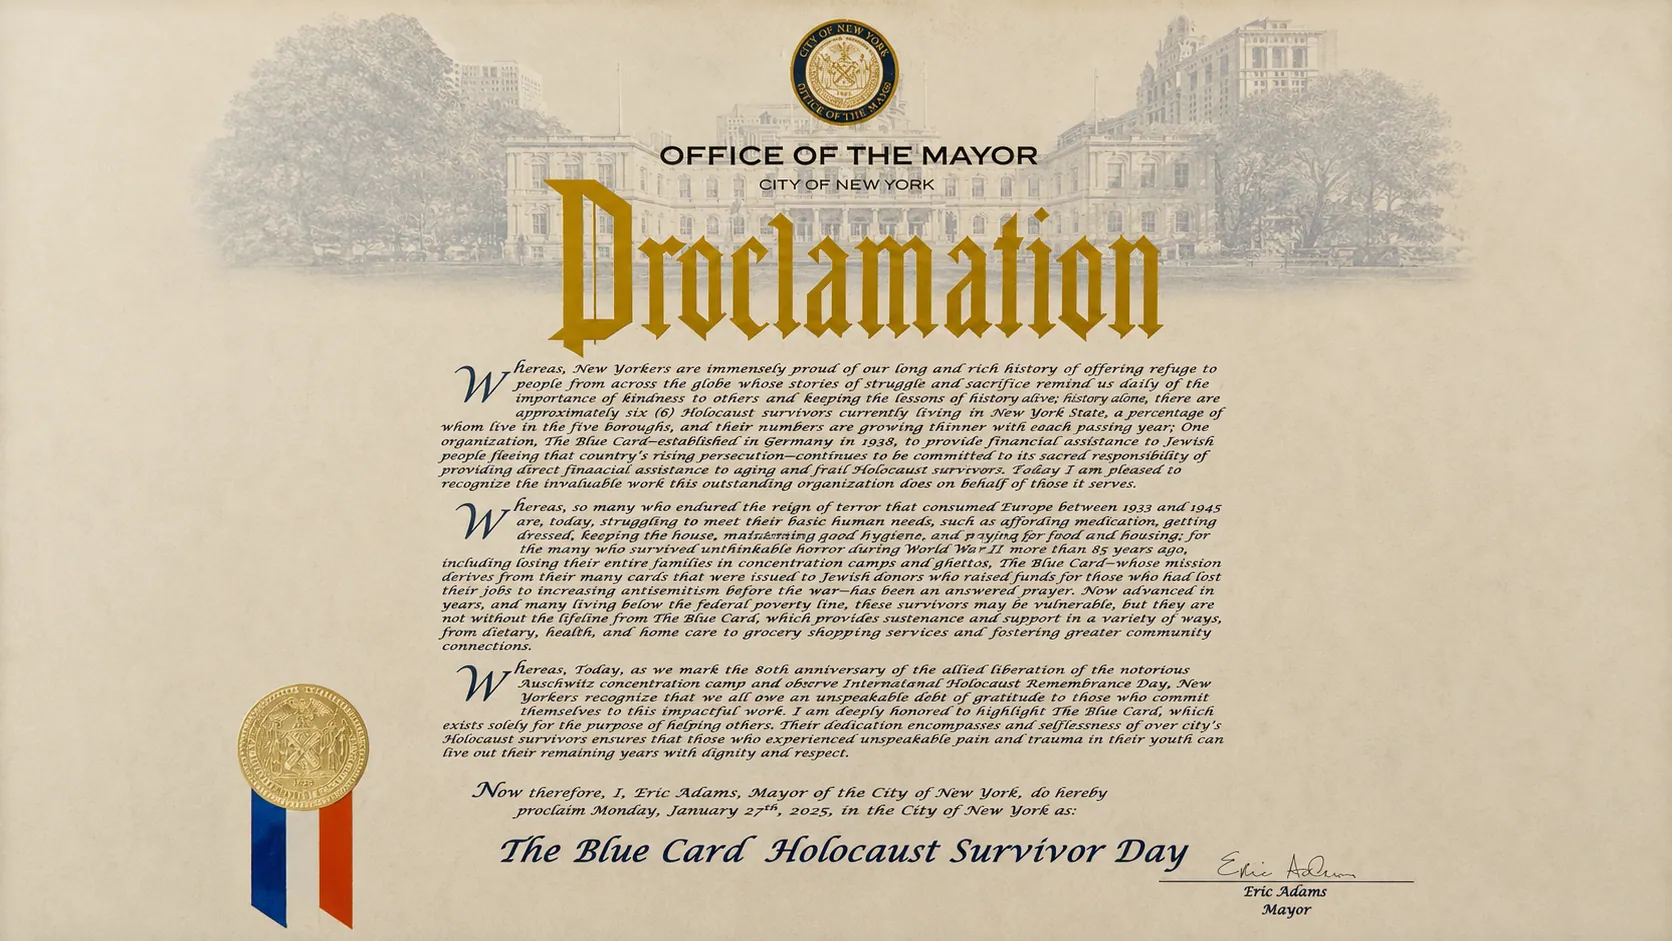 CITY OF NEW YORK
OFFICE OF THE MAYOR
1625
OFFICE OF THE MAYOR
CITY OF NEW YORK
Proclamation
Whereas, New Yorkers are immensely proud of our long and rich history of offering refuge to
people from across the globe whose stories of struggle and sacrifice remind us daily of the
importance of kindness to others and keeping the lessons of history alive; history alone, there are
approximately six (6) Holocaust survivors currently living in New York State, a percentage of
whom live in the five boroughs, and their numbers are growing thinner with each passing year; One
organization, The Blue Card—established in Germany in 1938, to provide financial assistance to Jewish
people fleeing that country's rising persecution—continues to be committed to its sacred responsibility of
providing direct finaacial assistance to aging and frail Holocaust survivors. Today I am pleased to
recognize the invaluable work this outstanding organization does on behalf of those it serves.
Whereas, so many who endured the reign of terror that consumed Europe between 1933 and 1945
are, today, struggling to meet their basic human needs, such as affording medication, getting
dressed, keeping the house, good hygiene, and paying for food and housing; for
the many who survived unthinkable horror during World War II more than 85 years ago,
including losing their entire families in concentration camps and ghettos, The Blue Card—whose mission
derives from their many cards that were issued to Jewish donors who raised funds for those who had lost
their jobs to increasing antisemitism before the war—has been an answered prayer. Now advanced in
years, and many living below the federal poverty line, these survivors may be vulnerable, but they are
not without the lifeline from The Blue Card, which provides sustenance and support in a variety of ways,
from dietary, health, and home care to grocery shopping services and fostering greater community
connections.
Whereas, Today, as we mark the 80th anniversary of the allied liberation of the notorious
Auschwitz concentration camp and observe Internatanal Holocaust Remembrance Day, New
Yorkers recognize that we all owe an unspeakable debt of gratitude to those who commit
themselves to this impactful work. I am deeply honored to highlight The Blue Card, which
exists solely for the purpose of helping others. Their dedication encompasses and selflessness of over city's
Holocaust survivors ensures that those who experienced unspeakable pain and trauma in their youth can
live out their remaining years with dignity and respect.
Now therefore, I, Eric Adams, Mayor of the City of New York, do hereby
proclaim Monday, January 27th, 2025, in the City of New York as:
The Blue Card Holocaust Survivor Day
Eric Adams
Eric Adams
Mayor